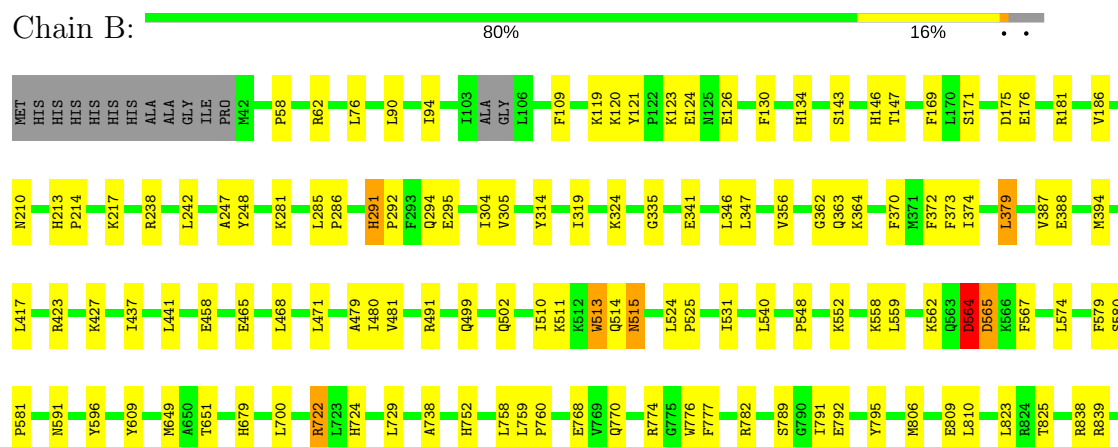 Chain B:
80% 16% • •
MET HIS HIS HIS HIS HIS HIS ALA ALA GLY ILE PRO M42 P58 R62 L76 L90 I94 I103 ALA GLY L106 F109 K119 K120 Y121 P122 K123 E124 N125 E126 F130 H134 S143 H146 T147 F169 L170 S171 D175 E176 R181 V186
N210 H213 P214 K217 R238 L242 A247 Y248 K281 L285 P286 H291 P292 F293 Q294 E295 I304 V305 Y314 I319 K324 G335 E341 L346 L347 V356 G362 Q363 K364 F370 M371 F372 F373 I374 L379 V387 E388 M394
L417 R423 K427 I437 L441 E458 E465 L468 L471 A479 I480 V481 R491 Q499 Q502 I510 K511 K512 W513 Q514 N515 L524 P525 I531 L540 P548 K552 K558 L559 K562 Q563 D564 D565 K566 F567 L574 F579 S580
P581 N591 Y596 Y609 M649 A650 T651 H679 L700 R722 L723 H724 L729 A738 H752 L758 L759 P760 E768 V769 Q770 R774 G775 W776 F777 R782 S789 G790 I791 E792 Y795 M806 E809 L810 L823 R824 T825 R838 R839